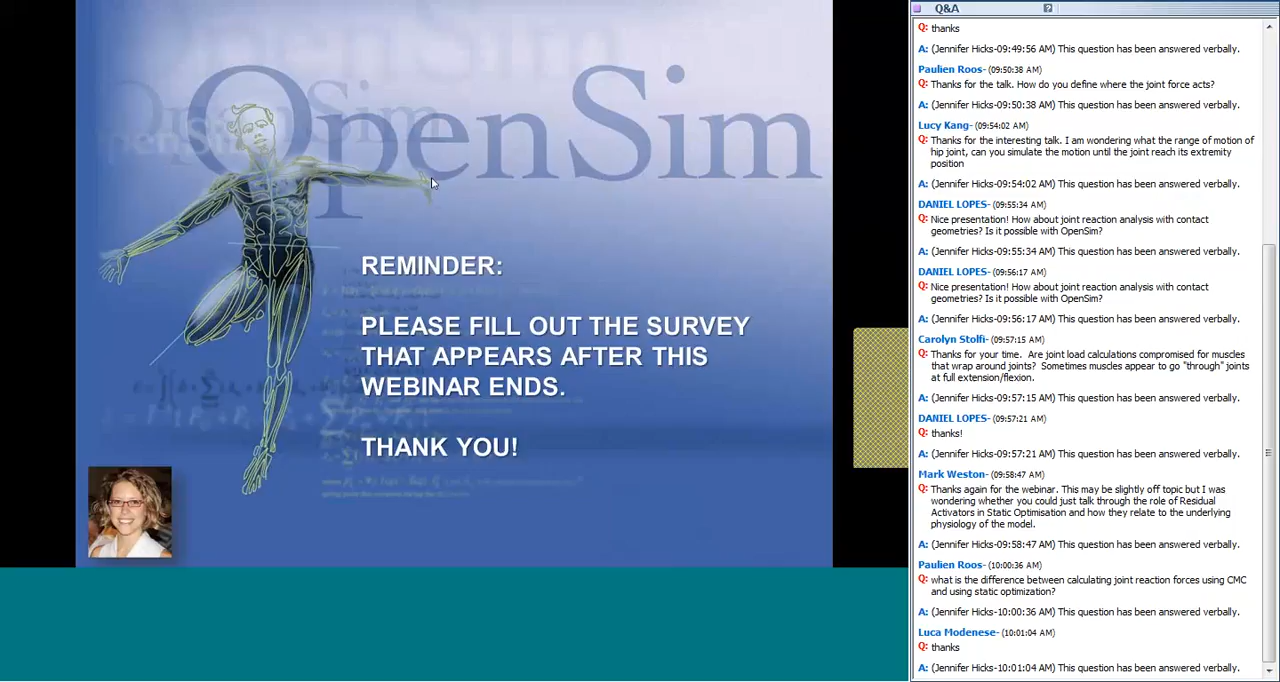 OpenSim
REMINDER:
PLEASE FILL OUT THE SURVEY
THAT APPEARS AFTER THIS
WEBINAR ENDS.
THANK YOU!
Q&A
Q: thanks
A: (Jennifer Hicks-09:49:56 AM) This question has been answered verbally.
Paulien Roos- (09:50:38 AM)
Q: Thanks for the talk. How do you define where the joint force acts?
A: (Jennifer Hicks-09:50:38 AM) This question has been answered verbally.
Lucy Kang- (09:54:02 AM)
Q: Thanks for the interesting talk. I am wondering what the range of motion of
hip joint, can you simulate the motion until the joint reach its extremity
position
A: (Jennifer Hicks-09:54:02 AM) This question has been answered verbally.
DANIEL LOPES- (09:55:34 AM)
Q: Nice presentation! How about joint reaction analysis with contact
geometries? Is it possible with OpenSim?
A: (Jennifer Hicks-09:55:34 AM) This question has been answered verbally.
DANIEL LOPES- (09:56:17 AM)
Q: Nice presentation! How about joint reaction analysis with contact
geometries? Is it possible with OpenSim?
A: (Jennifer Hicks-09:56:17 AM) This question has been answered verbally.
Carolyn Stolfi- (09:57:15 AM)
Q: Thanks for your time.  Are joint load calculations compromised for muscles
that wrap around joints?  Sometimes muscles appear to go "through" joints
at full extension/flexion.
A: (Jennifer Hicks-09:57:15 AM) This question has been answered verbally.
DANIEL LOPES- (09:57:21 AM)
Q: thanks!
A: (Jennifer Hicks-09:57:21 AM) This question has been answered verbally.
Mark Weston- (09:58:47 AM)
Q: Thanks again for the webinar. This may be slightly off topic but I was
wondering whether you could just talk through the role of Residual
Activators in Static Optimisation and how they relate to the underlying
physiology of the model.
A: (Jennifer Hicks-09:58:47 AM) This question has been answered verbally.
Paulien Roos- (10:00:36 AM)
Q: what is the difference between calculating joint reaction forces using CMC
and using static optimization?
A: (Jennifer Hicks-10:00:36 AM) This question has been answered verbally.
Luca Modenese- (10:01:04 AM)
Q: thanks
A: (Jennifer Hicks-10:01:04 AM) This question has been answered verbally.